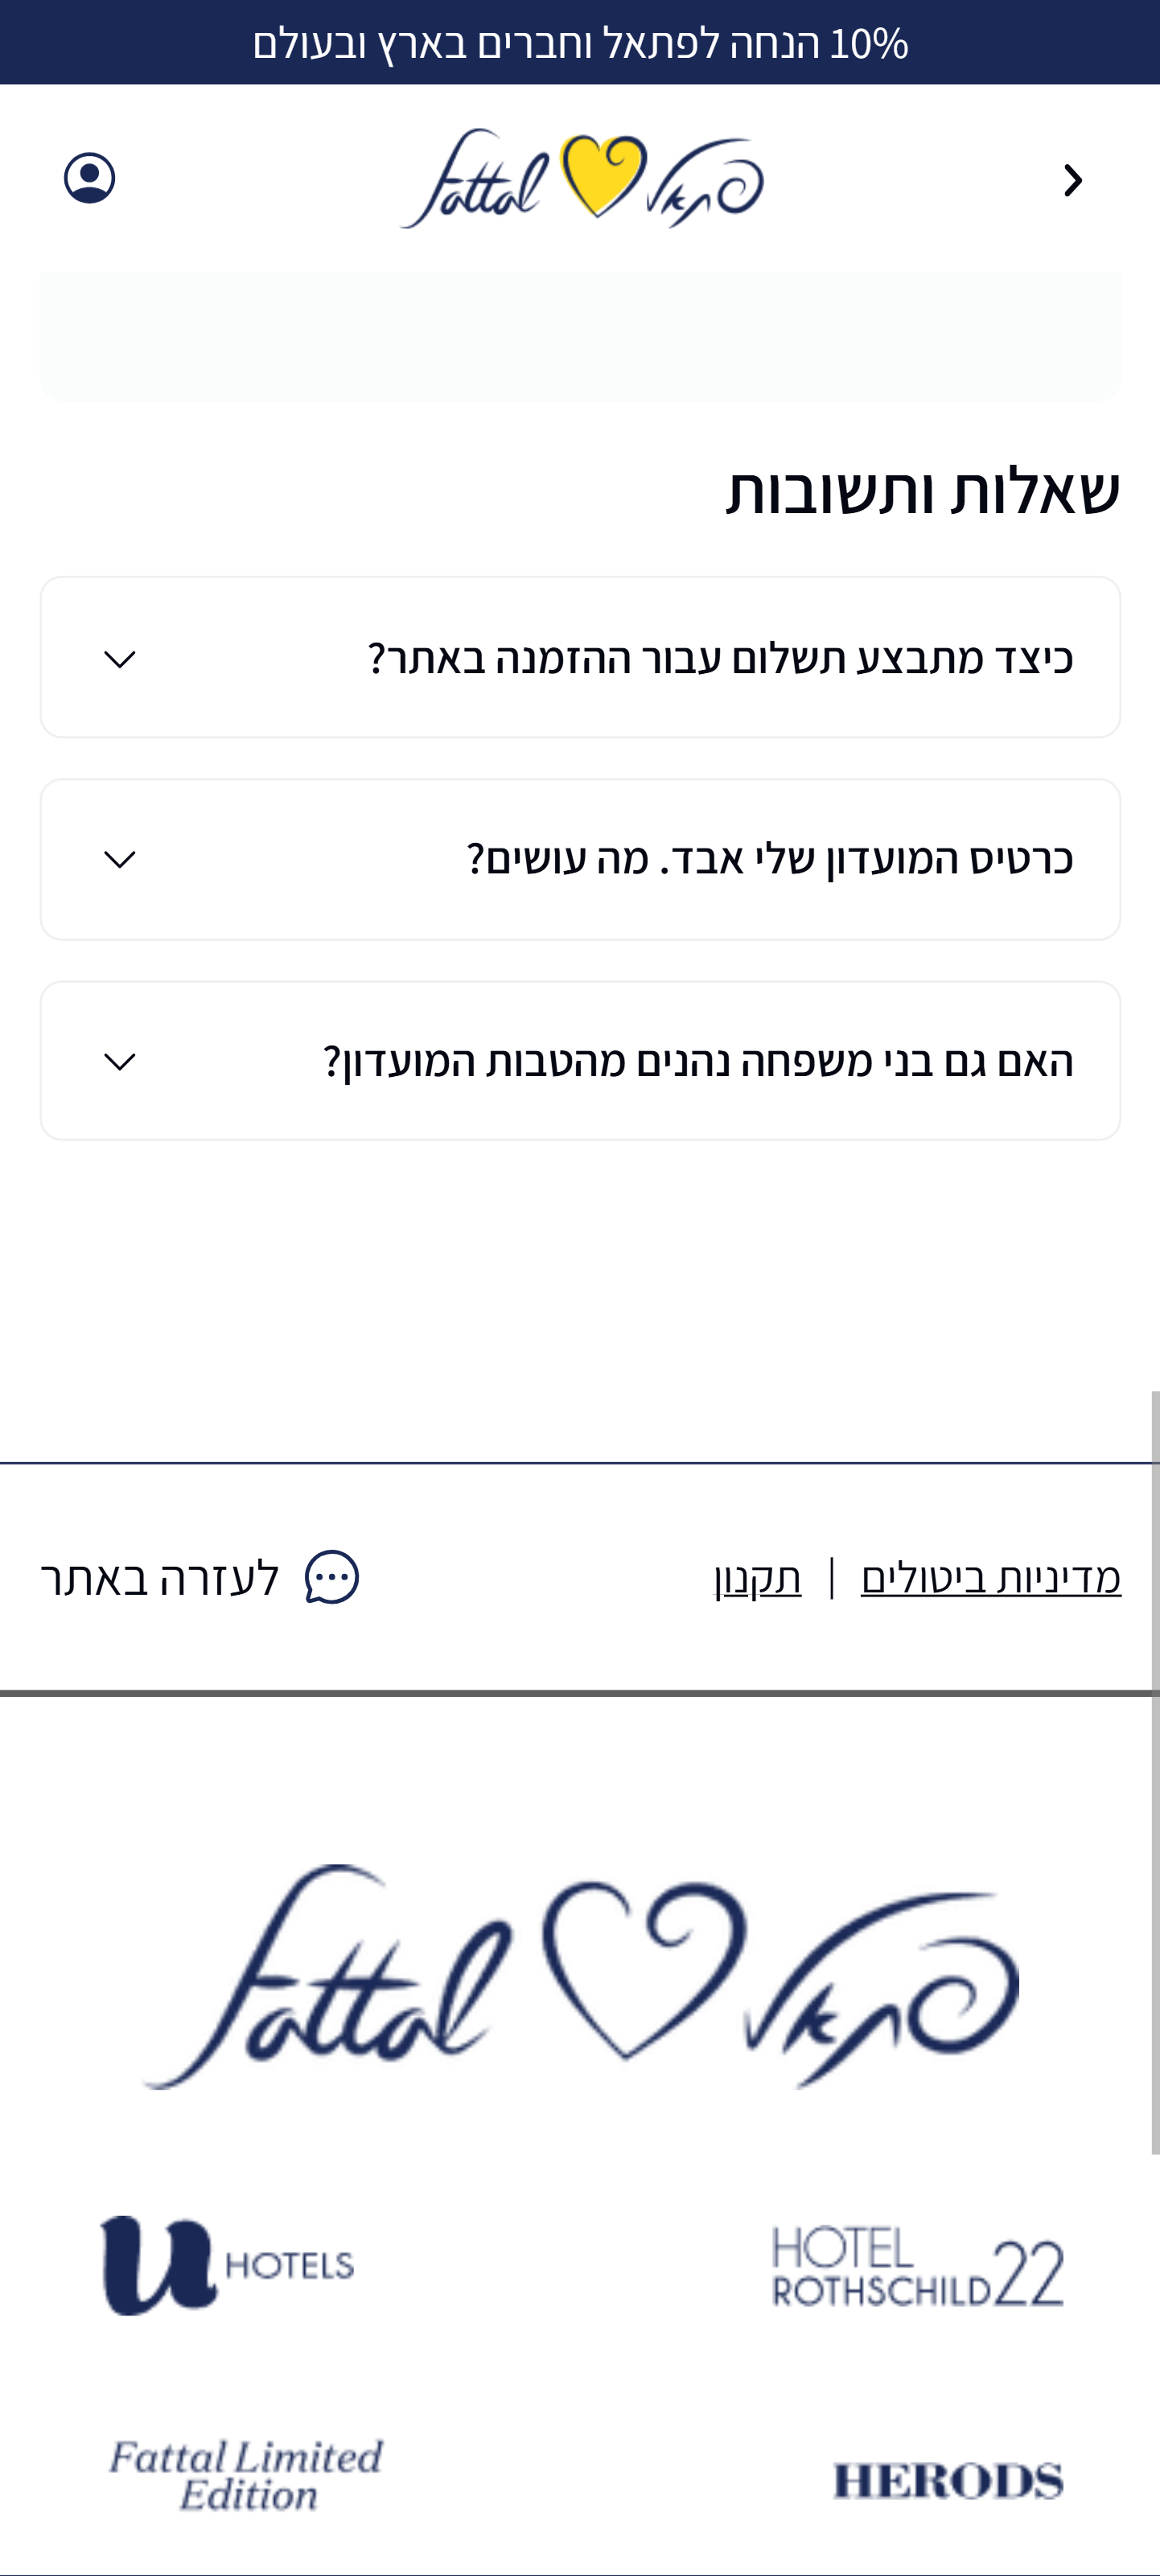 10% הנחה לפתאל וחברים בארץ ובעולם
פתאל Fattal
שאלות ותשובות
כיצד מתבצע תשלום עבור ההזמנה באתר?
כרטיס המועדון שלי אבד. מה עושים?
האם גם בני משפחה נהנים מהטבות המועדון?
מדיניות ביטולים | תקנון
לעזרה באתר
פתאל Fattal
HOTEL
ROTHSCHILD 22
u HOTELS
HERODS
Fattal Limited
Edition